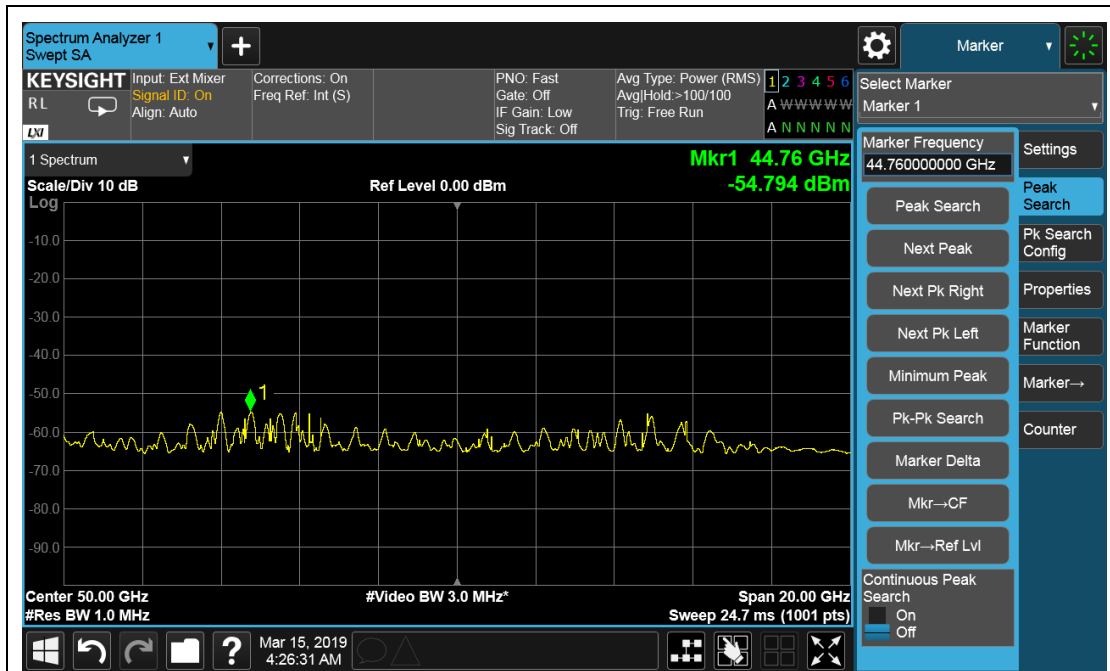 Spectrum Analyzer 1
Swept SA
+
Marker
KEYSIGHT
RL
LXI
Input: Ext Mixer
Signal ID: On
Align: Auto
Corrections: On
Freq Ref: Int (S)
PNO: Fast
Gate: Off
IF Gain: Low
Sig Track: Off
Avg Type: Power (RMS)
Avg|Hold:>100/100
Trig: Free Run
1 2 3 4 5 6
A W W W W W
A N N N N N
Select Marker
Marker 1
1 Spectrum
Mkr1 44.76 GHz
-54.794 dBm
Scale/Div 10 dB
Ref Level 0.00 dBm
Log
-10.0
-20.0
-30.0
-40.0
-50.0
-60.0
-70.0
-80.0
-90.0
1
Center 50.00 GHz
#Res BW 1.0 MHz
#Video BW 3.0 MHz*
Span 20.00 GHz
Sweep 24.7 ms (1001 pts)
Marker Frequency
44.760000000 GHz
Peak Search
Next Peak
Next Pk Right
Next Pk Left
Minimum Peak
Pk-Pk Search
Marker Delta
Mkr→CF
Mkr→Ref Lvl
Continuous Peak
Search
On
Off
Settings
Peak
Search
Pk Search
Config
Properties
Marker
Function
Marker→
Counter
?
Mar 15, 2019
4:26:31 AM